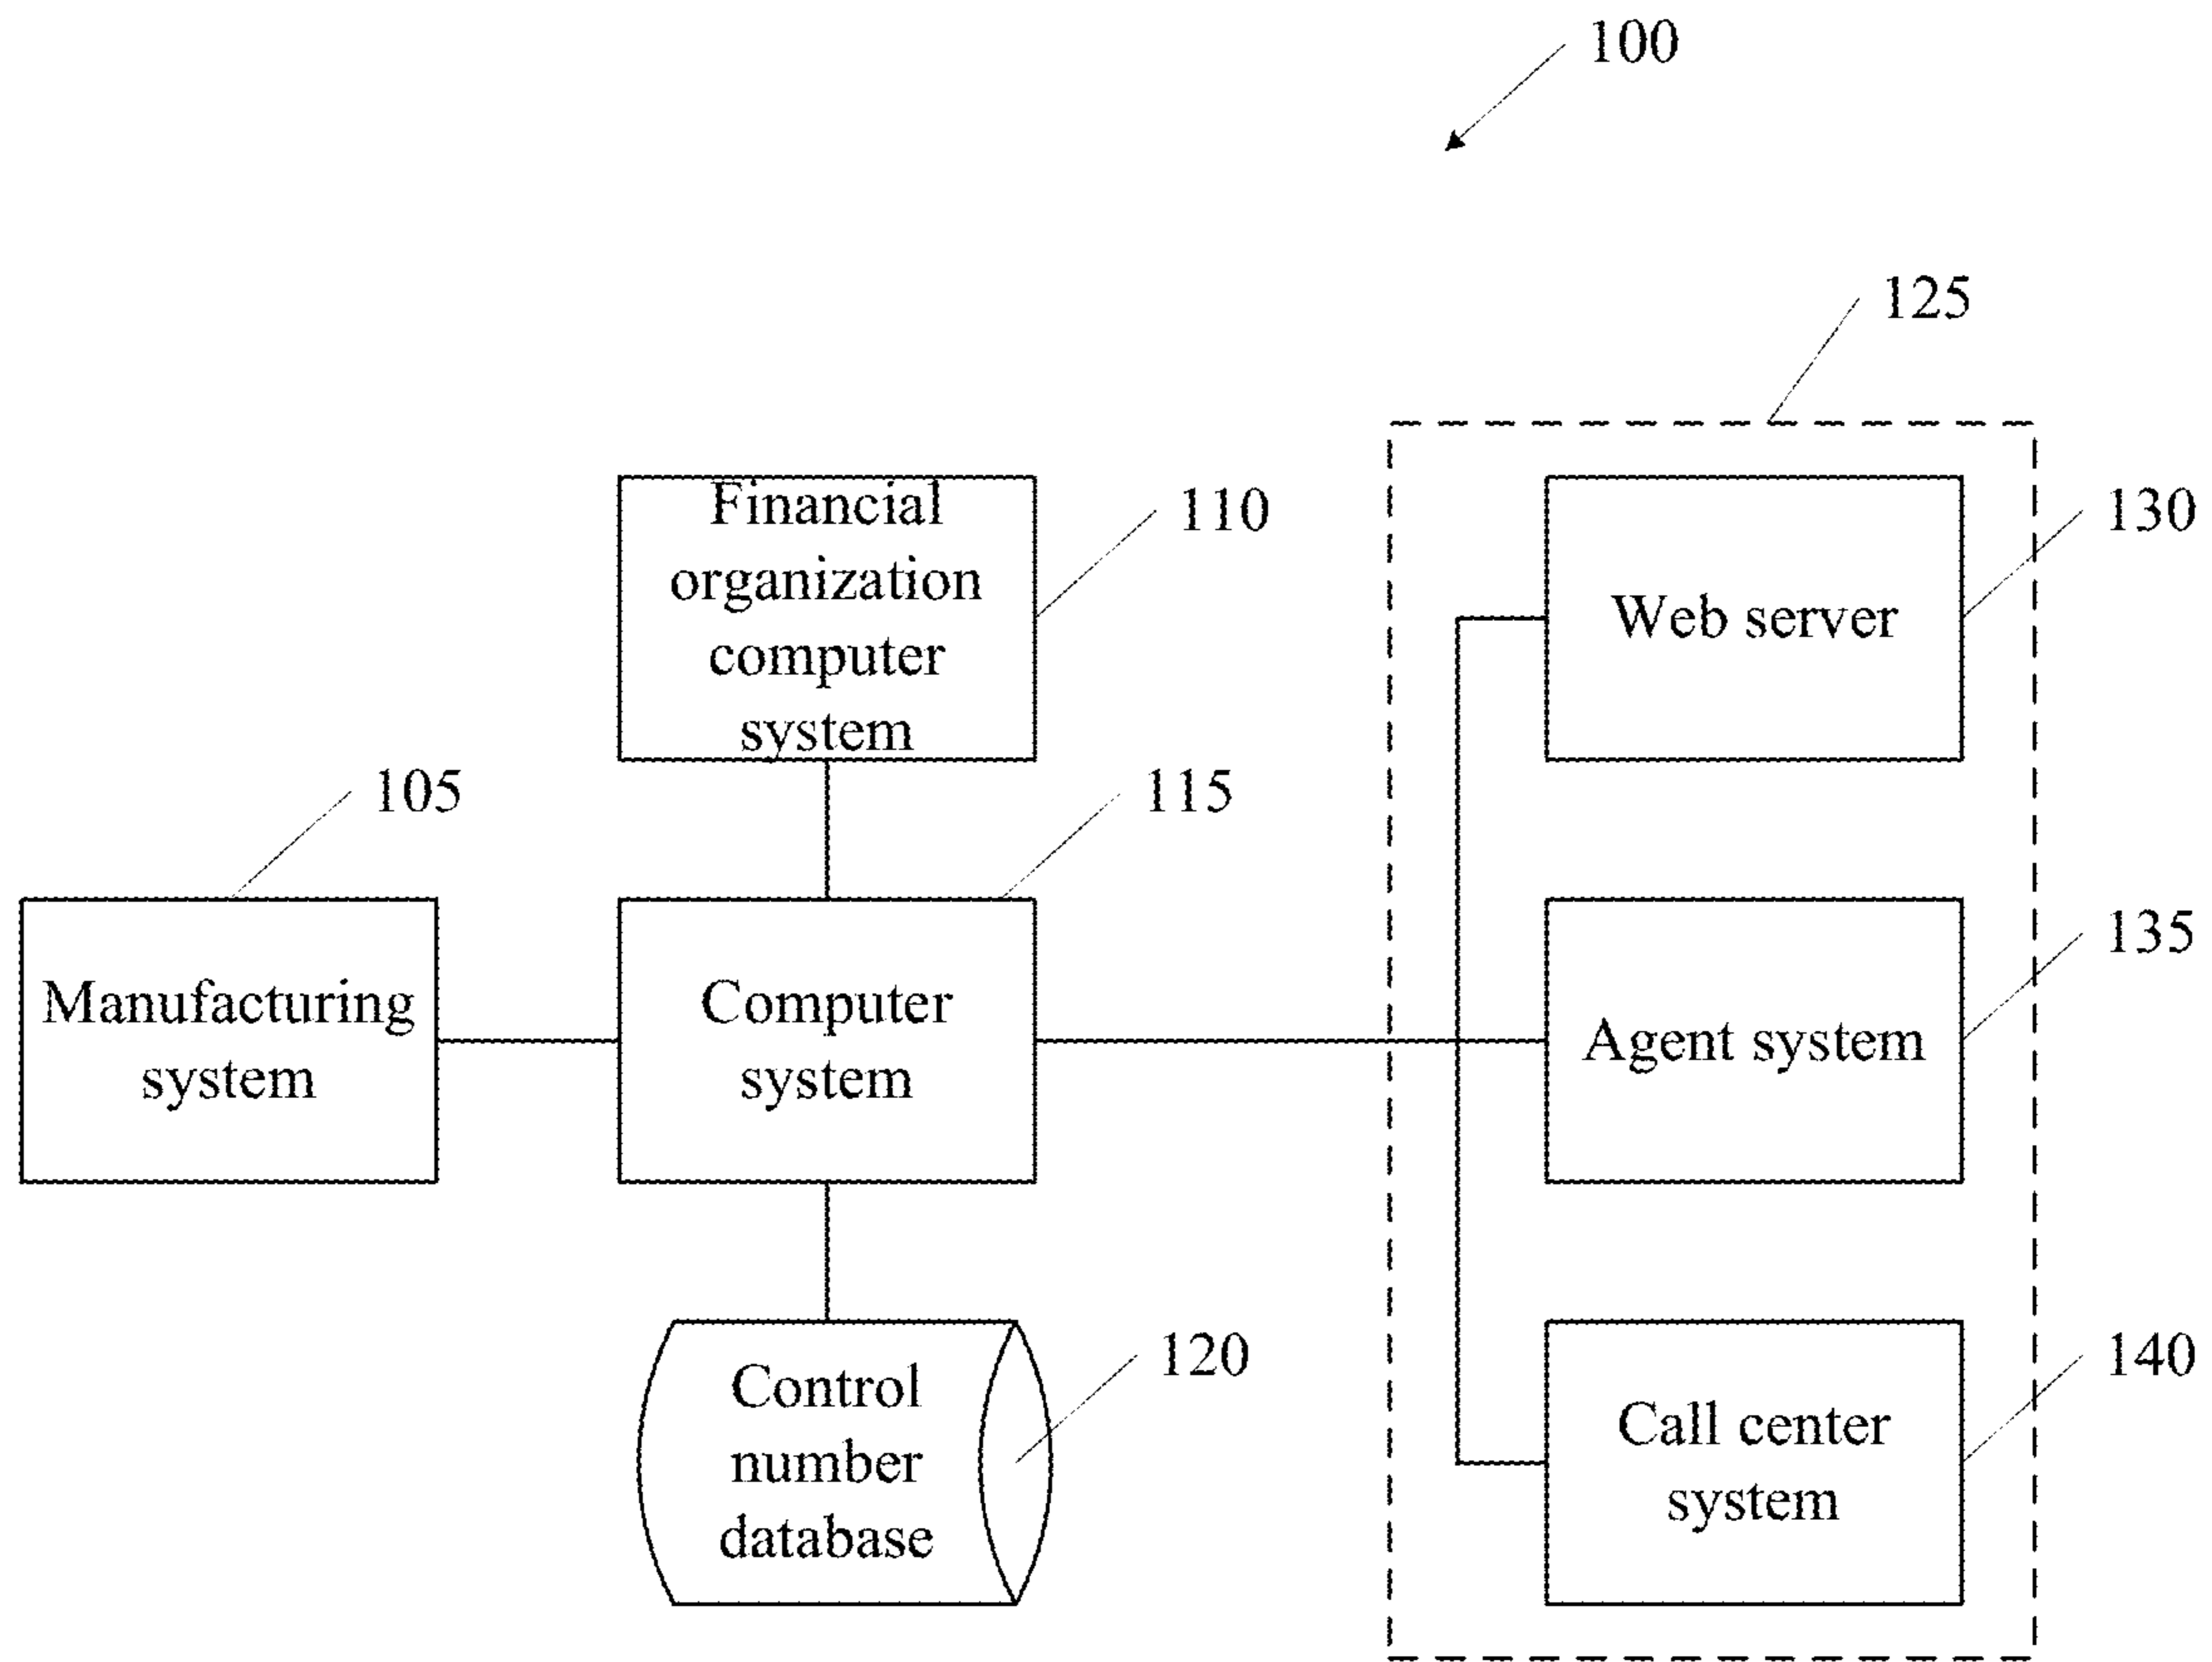 100
125
Financial
organization
computer
system
110
Web server
130
105
115
Manufacturing
system
Computer
system
Agent system
135
Control
number
database
120
Call center
system
140